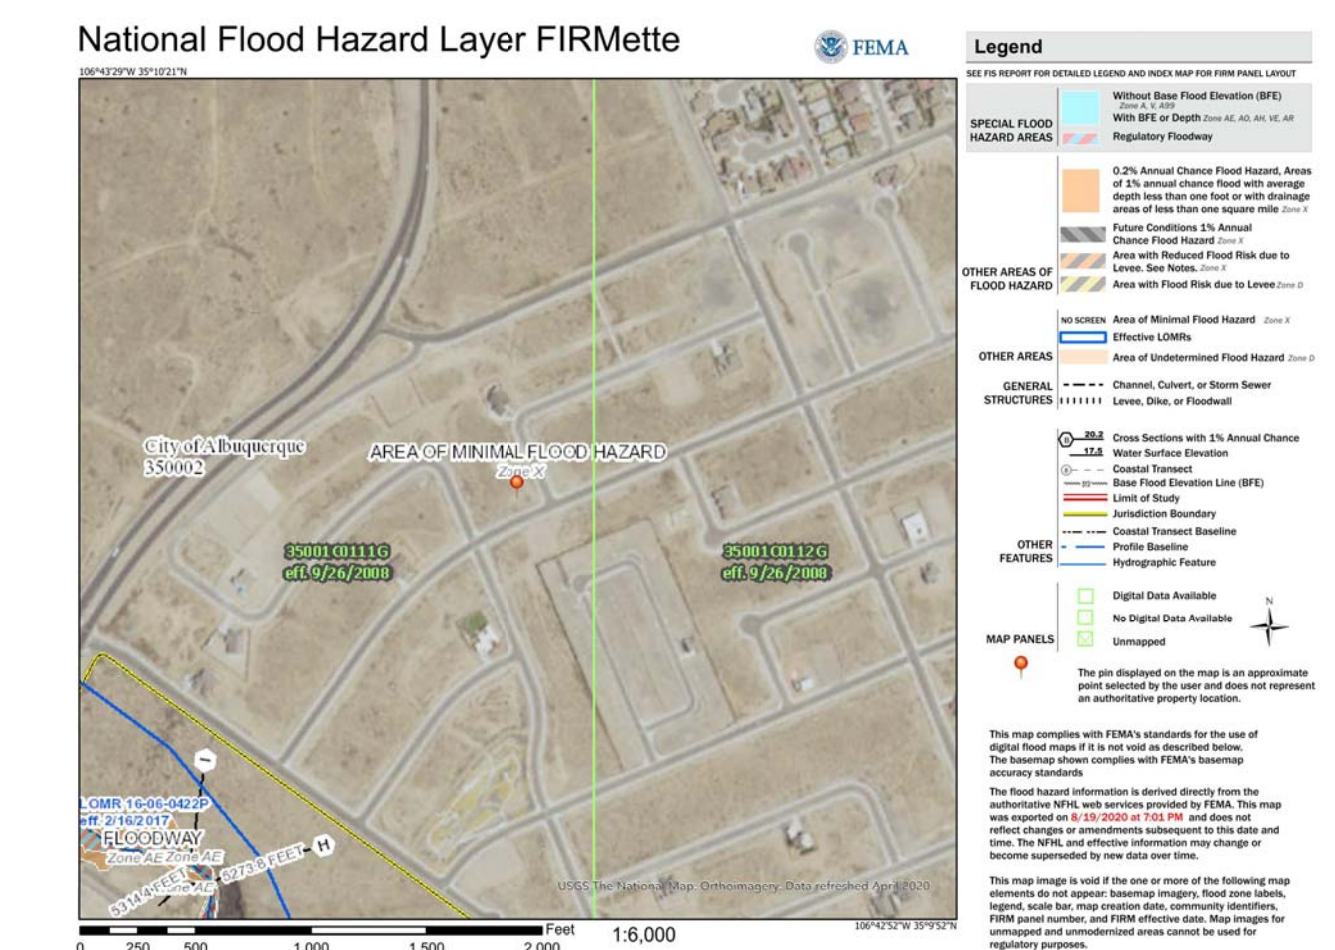 National Flood Hazard Layer FIRMette
FEMA
106°43'29"W 35°10'21"N
City of Albuquerque
350002
AREA OF MINIMAL FLOOD HAZARD
Zone X
35001C0111G
eff. 9/26/2008
35001C0112G
eff. 9/26/2008
I
LOMR 16-06-0422P
eff. 2/16/2017
FLOODWAY
Zone AE Zone AE
5273.8 FEET
H
5314.4 FEET
Zone AE
USGS The National Map: Orthoimagery. Data refreshed April 2020
106°42'52"W 35°9'52"N
Feet
1:6,000
0 250 500 1,000 1,500 2,000
Legend
SEE FIS REPORT FOR DETAILED LEGEND AND INDEX MAP FOR FIRM PANEL LAYOUT
SPECIAL FLOOD
HAZARD AREAS
Without Base Flood Elevation (BFE)
Zone A, V, A99
With BFE or Depth Zone AE, AO, AH, VE, AR
Regulatory Floodway
0.2% Annual Chance Flood Hazard, Areas
of 1% annual chance flood with average
depth less than one foot or with drainage
areas of less than one square mile Zone X
Future Conditions 1% Annual
Chance Flood Hazard Zone X
Area with Reduced Flood Risk due to
Levee. See Notes. Zone X
Area with Flood Risk due to Levee Zone D
OTHER AREAS OF
FLOOD HAZARD
NO SCREEN Area of Minimal Flood Hazard Zone X
Effective LOMRs
OTHER AREAS
Area of Undetermined Flood Hazard Zone D
GENERAL
STRUCTURES
Channel, Culvert, or Storm Sewer
Levee, Dike, or Floodwall
B 20.2 Cross Sections with 1% Annual Chance
17.5 Water Surface Elevation
8 Coastal Transect
513 Base Flood Elevation Line (BFE)
Limit of Study
Jurisdiction Boundary
Coastal Transect Baseline
OTHER
FEATURES
Profile Baseline
Hydrographic Feature
Digital Data Available
No Digital Data Available
Unmapped
MAP PANELS
N
The pin displayed on the map is an approximate
point selected by the user and does not represent
an authoritative property location.
This map complies with FEMA's standards for the use of
digital flood maps if it is not void as described below.
The basemap shown complies with FEMA's basemap
accuracy standards
The flood hazard information is derived directly from the
authoritative NFHL web services provided by FEMA. This map
was exported on 8/19/2020 at 7:01 PM and does not
reflect changes or amendments subsequent to this date and
time. The NFHL and effective information may change or
become superseded by new data over time.
This map image is void if the one or more of the following map
elements do not appear: basemap imagery, flood zone labels,
legend, scale bar, map creation date, community identifiers,
FIRM panel number, and FIRM effective date. Map images for
unmapped and unmodernized areas cannot be used for
regulatory purposes.